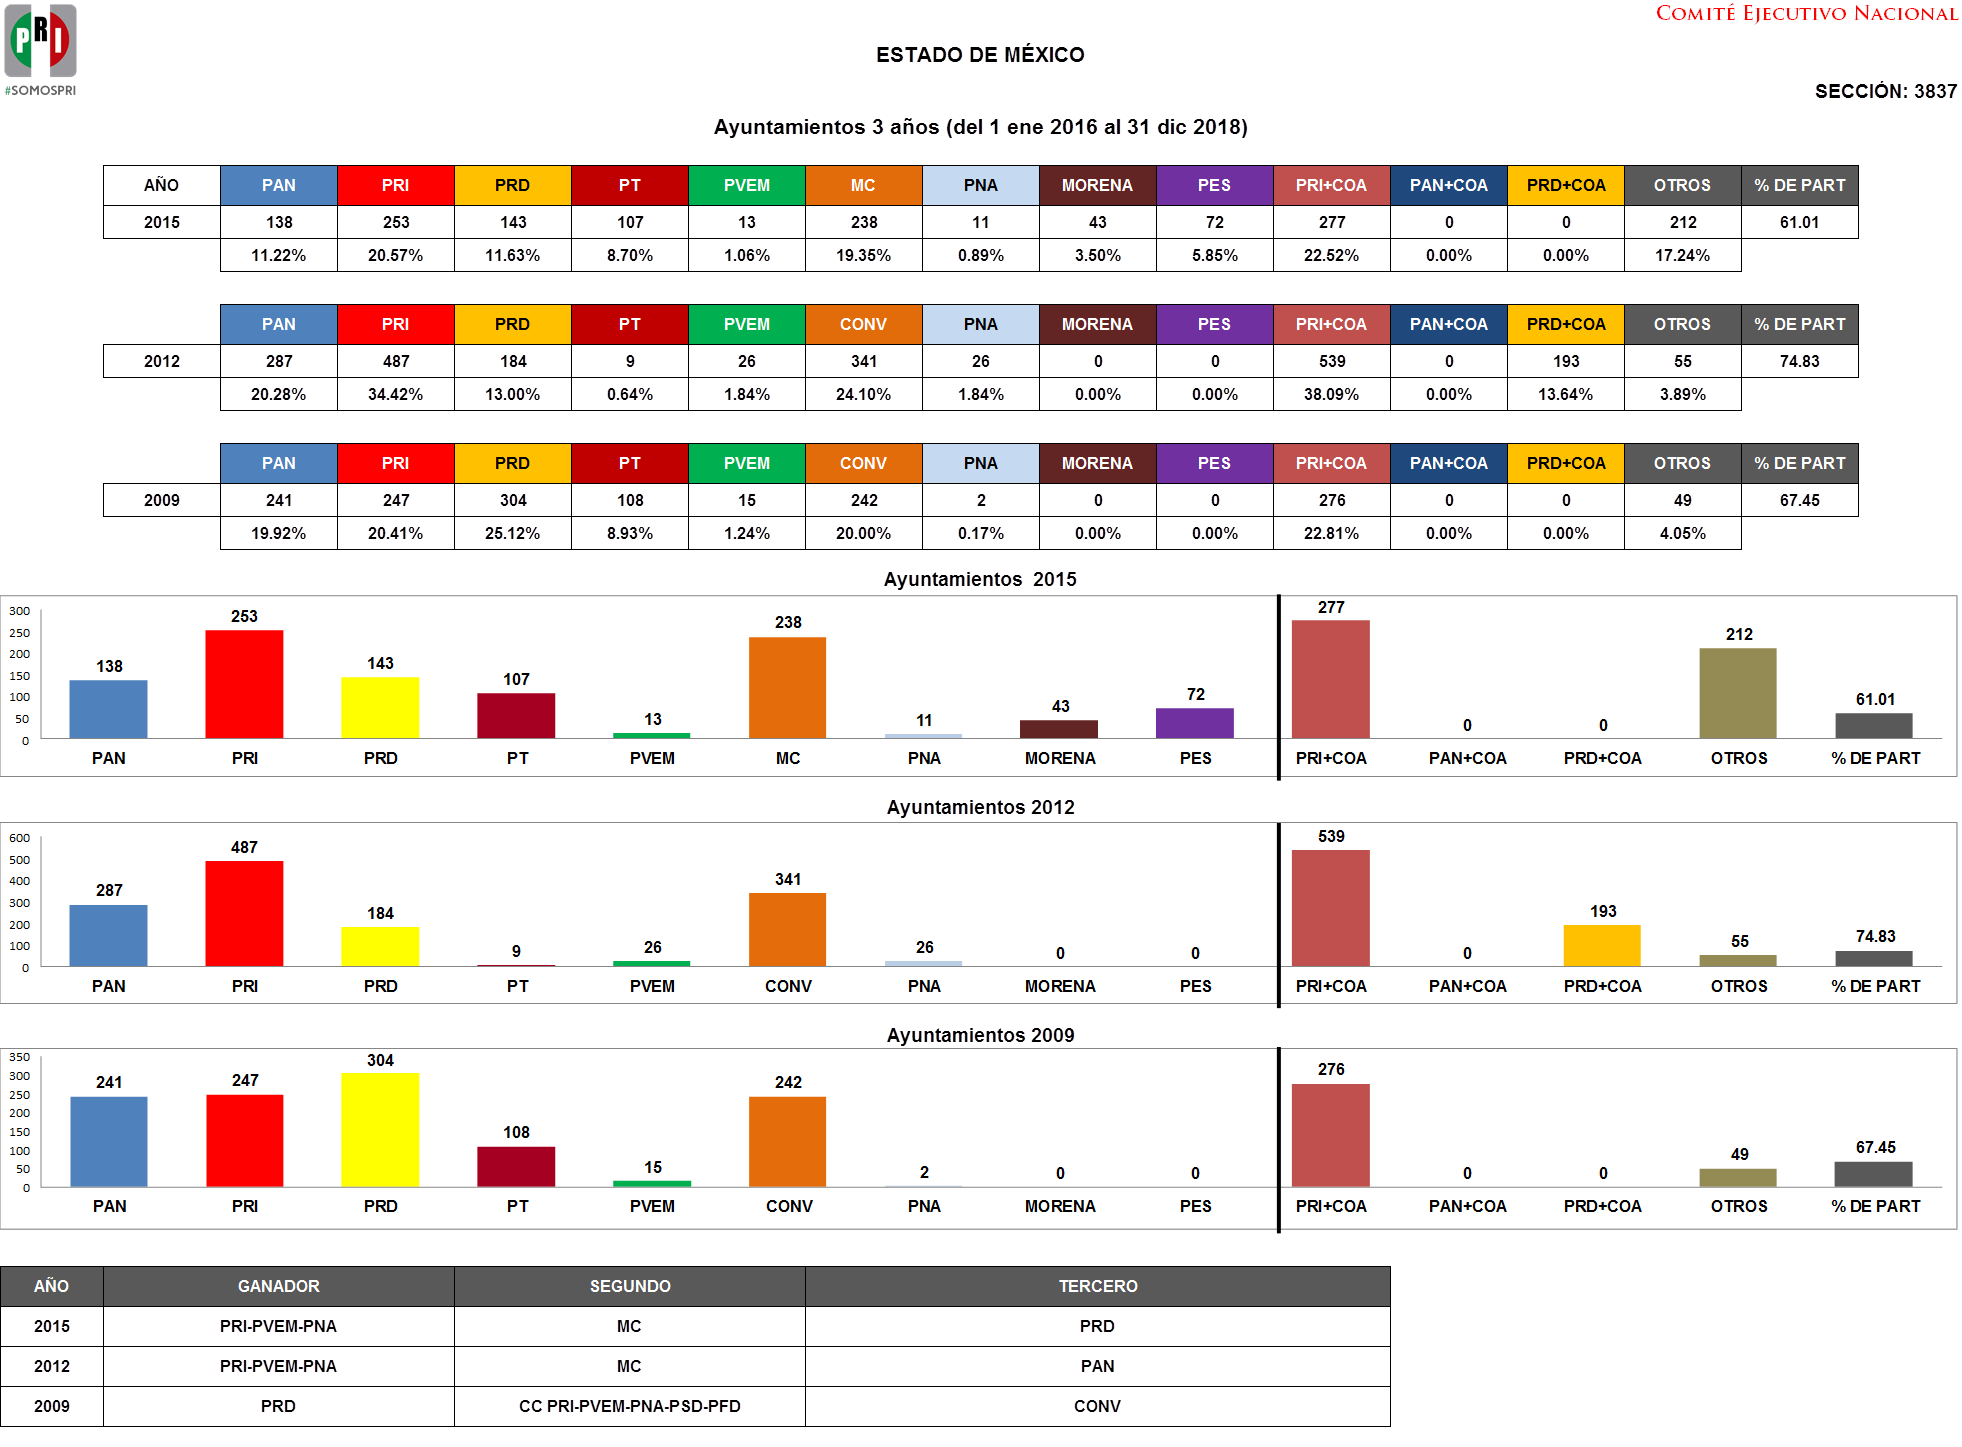 PRI
#SOMOSPRI
COMITÉ EJECUTIVO NACIONAL
ESTADO DE MÉXICO
SECCIÓN: 3837
Ayuntamientos 3 años (del 1 ene 2016 al 31 dic 2018)
AÑO PAN PRI PRD PT PVEM MC PNA MORENA PES PRI+COA PAN+COA PRD+COA OTROS % DE PART
2015 138 253 143 107 13 238 11 43 72 277 0 0 212 61.01
11.22% 20.57% 11.63% 8.70% 1.06% 19.35% 0.89% 3.50% 5.85% 22.52% 0.00% 0.00% 17.24%
PAN PRI PRD PT PVEM CONV PNA MORENA PES PRI+COA PAN+COA PRD+COA OTROS % DE PART
2012 287 487 184 9 26 341 26 0 0 539 0 193 55 74.83
20.28% 34.42% 13.00% 0.64% 1.84% 24.10% 1.84% 0.00% 0.00% 38.09% 0.00% 13.64% 3.89%
PAN PRI PRD PT PVEM CONV PNA MORENA PES PRI+COA PAN+COA PRD+COA OTROS % DE PART
2009 241 247 304 108 15 242 2 0 0 276 0 0 49 67.45
19.92% 20.41% 25.12% 8.93% 1.24% 20.00% 0.17% 0.00% 0.00% 22.81% 0.00% 0.00% 4.05%
Ayuntamientos 2015
300
250
200
150
100
50
0
138 253 143 107 13 238 11 43 72 277 0 0 212 61.01
PAN PRI PRD PT PVEM MC PNA MORENA PES PRI+COA PAN+COA PRD+COA OTROS % DE PART
Ayuntamientos 2012
600
500
400
300
200
100
0
287 487 184 9 26 341 26 0 0 539 0 193 55 74.83
PAN PRI PRD PT PVEM CONV PNA MORENA PES PRI+COA PAN+COA PRD+COA OTROS % DE PART
Ayuntamientos 2009
350
300
250
200
150
100
50
0
241 247 304 108 15 242 2 0 0 276 0 0 49 67.45
PAN PRI PRD PT PVEM CONV PNA MORENA PES PRI+COA PAN+COA PRD+COA OTROS % DE PART
AÑO GANADOR SEGUNDO TERCERO
2015 PRI-PVEM-PNA MC PRD
2012 PRI-PVEM-PNA MC PAN
2009 PRD CC PRI-PVEM-PNA-PSD-PFD CONV